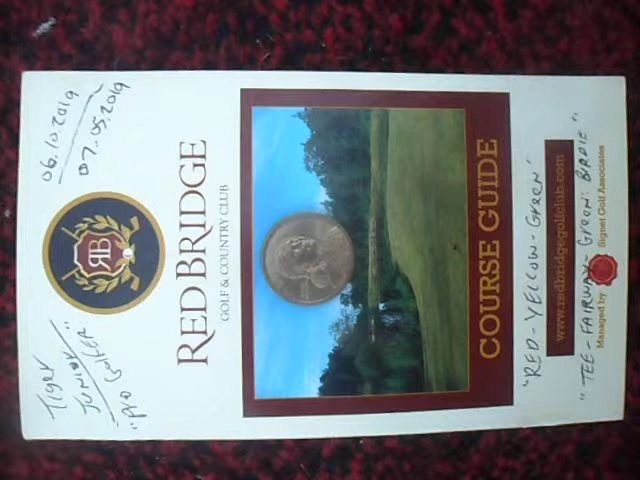 06.10.2019
07-05.2019
RB
Tiger
JUNIOR
"PRO Golfer"
RED BRIDGE
GOLF & COUNTRY CLUB
COURSE GUIDE
"RED - YELLOW - GREEN"
www.redbridgegolfclub.com
"TEE - FAIRWAY - GREEN: BIRDIE"
Managed by Signet Golf Associates